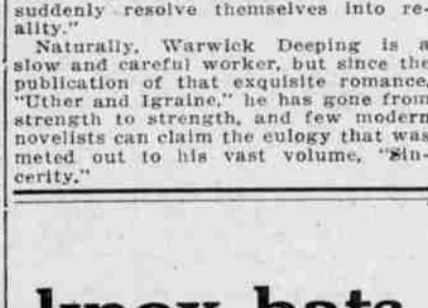 suddenly resolve themselves into re-
ality."
Naturally, Warwick Deeping is a
slow and careful worker, but since the
publication of that exquisite romance,
"Uther and Igraine," he has gone from
strength to strength, and few modern
novelists can claim the eulogy that was
meted out to his vast volume, "Sin-
cerity."
knox hats